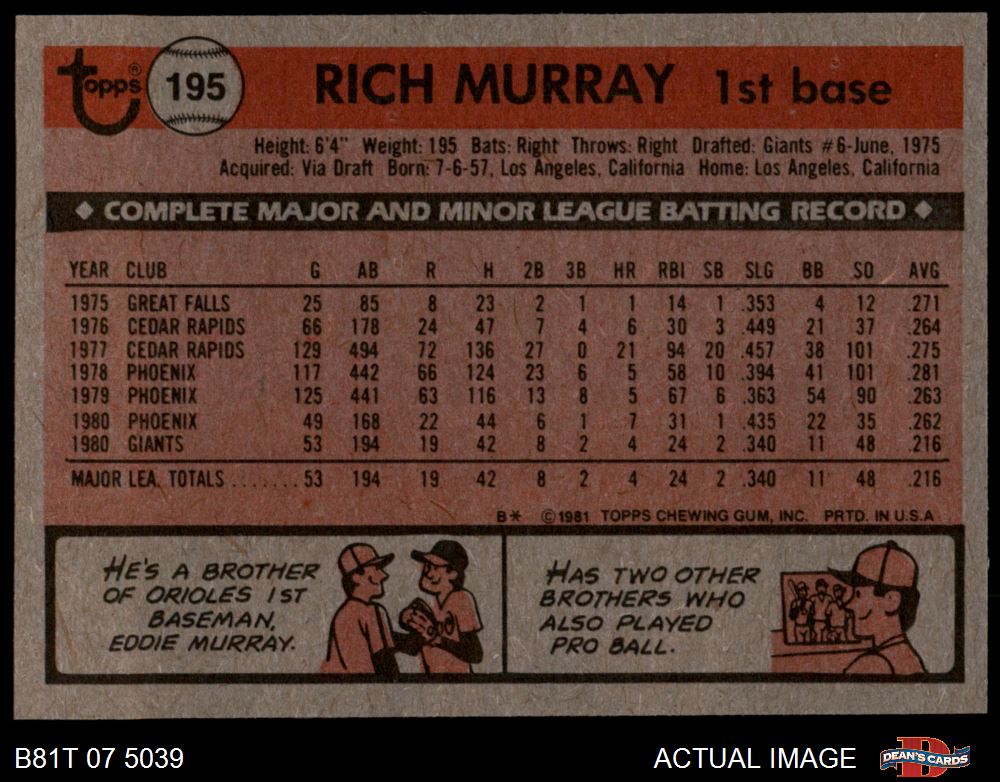 topps® 195 RICH MURRAY 1st base
Height: 6'4" Weight: 195 Bats: Right Throws: Right Drafted: Giants #6-June, 1975
Acquired: Via Draft Born: 7-6-57, Los Angeles, California Home: Los Angeles, California
◆ COMPLETE MAJOR AND MINOR LEAGUE BATTING RECORD ◆
YEAR CLUB G AB R H 2B 3B HR RBI SB SLG BB SO AVG
1975 GREAT FALLS 25 85 8 23 2 1 1 14 1 .353 4 12 .271
1976 CEDAR RAPIDS 66 178 24 47 7 4 6 30 3 .449 21 37 .264
1977 CEDAR RAPIDS 129 494 72 136 27 0 21 94 20 .457 38 101 .275
1978 PHOENIX 117 442 66 124 23 6 5 58 10 .394 41 101 .281
1979 PHOENIX 125 441 63 116 13 8 5 67 6 .363 54 90 .263
1980 PHOENIX 49 168 22 44 6 1 7 31 1 .435 22 35 .262
1980 GIANTS 53 194 19 42 8 2 4 24 2 .340 11 48 .216
MAJOR LEA. TOTALS ....... 53 194 19 42 8 2 4 24 2 .340 11 48 .216
B* ©1981 TOPPS CHEWING GUM, INC. PRTD. IN U.S.A
HE'S A BROTHER
OF ORIOLES 1ST
BASEMAN,
EDDIE MURRAY.
HAS TWO OTHER
BROTHERS WHO
ALSO PLAYED
PRO BALL.
B81T 07 5039
ACTUAL IMAGE
DEAN'S CARDS